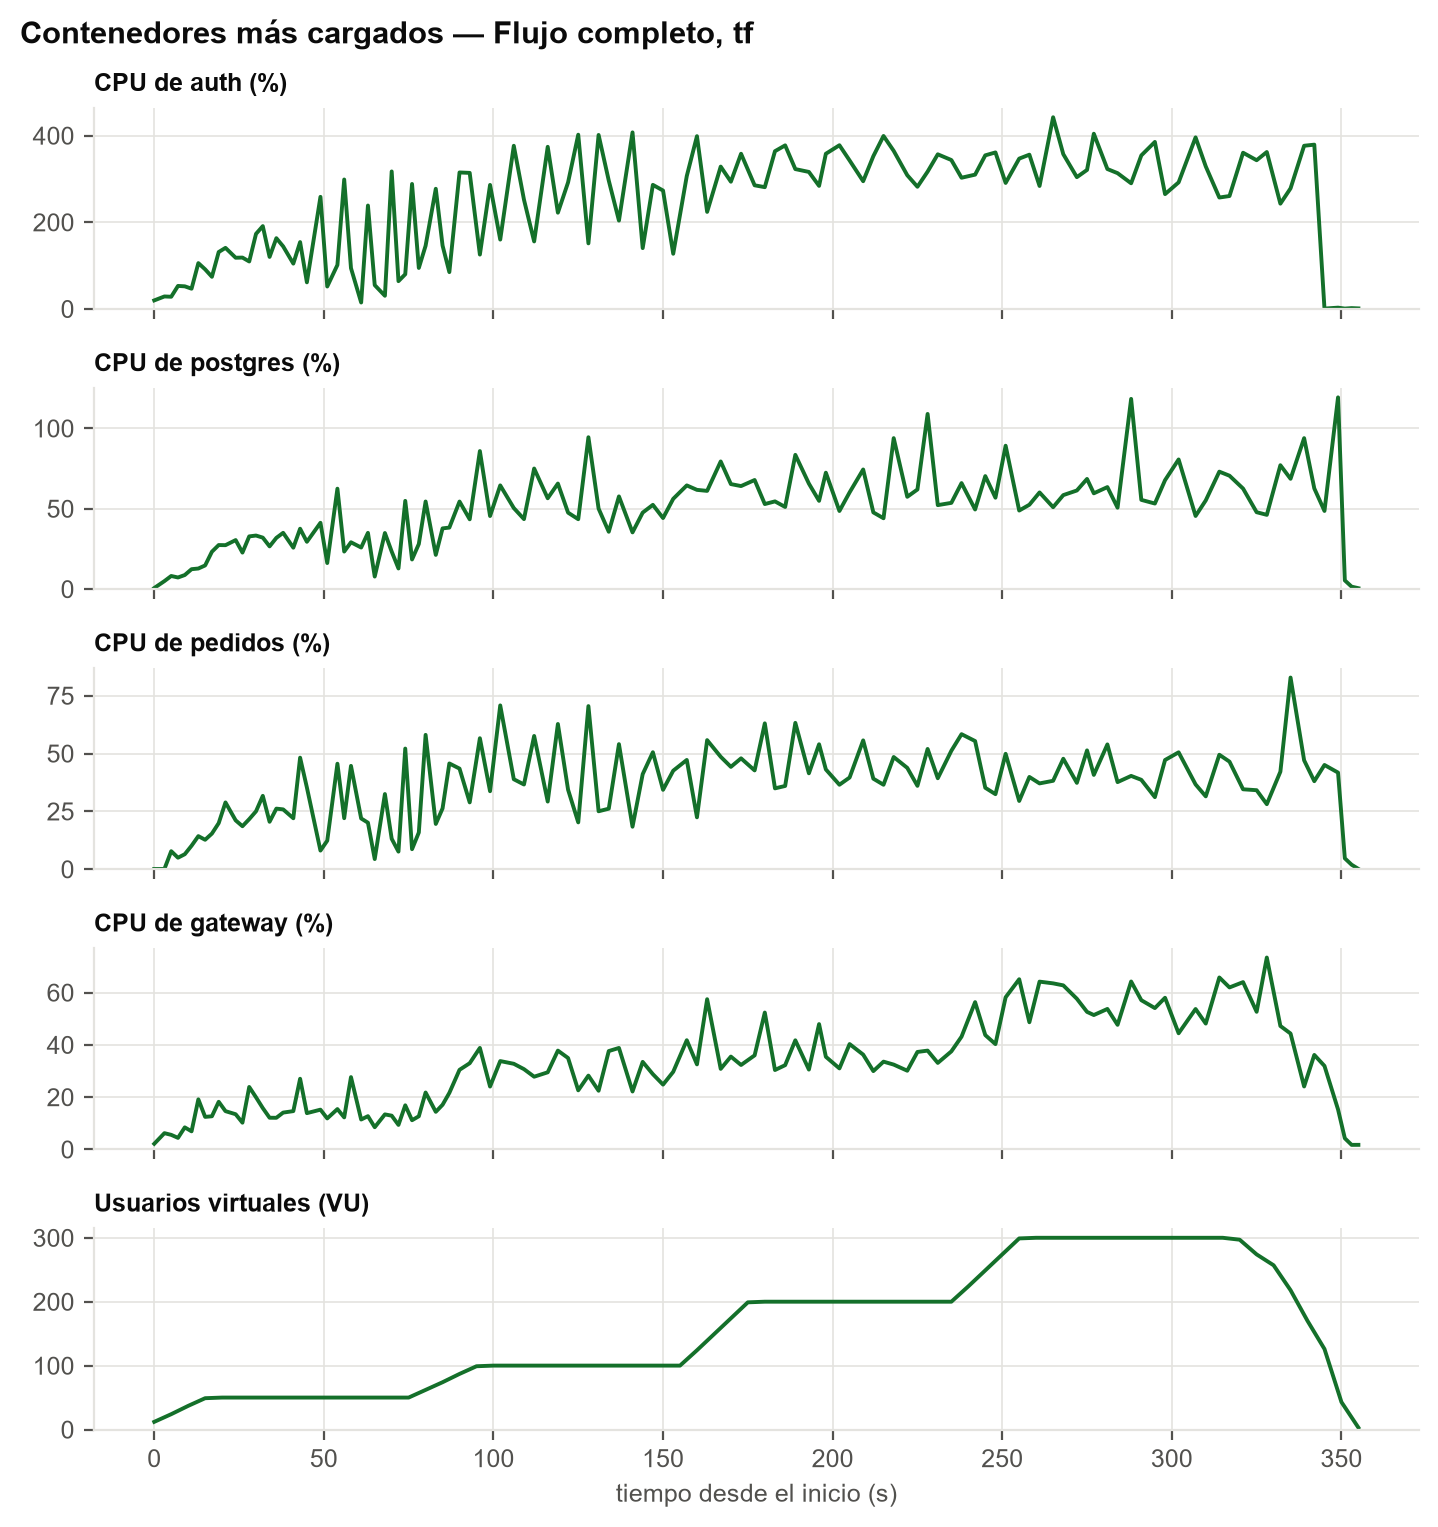 Contenedores más cargados — Flujo completo, tf
CPU de auth (%)
400
200
0
CPU de postgres (%)
100
50
0
CPU de pedidos (%)
75
50
25
0
CPU de gateway (%)
60
40
20
0
Usuarios virtuales (VU)
300
200
100
0
0 50 100 150 200 250 300 350
tiempo desde el inicio (s)